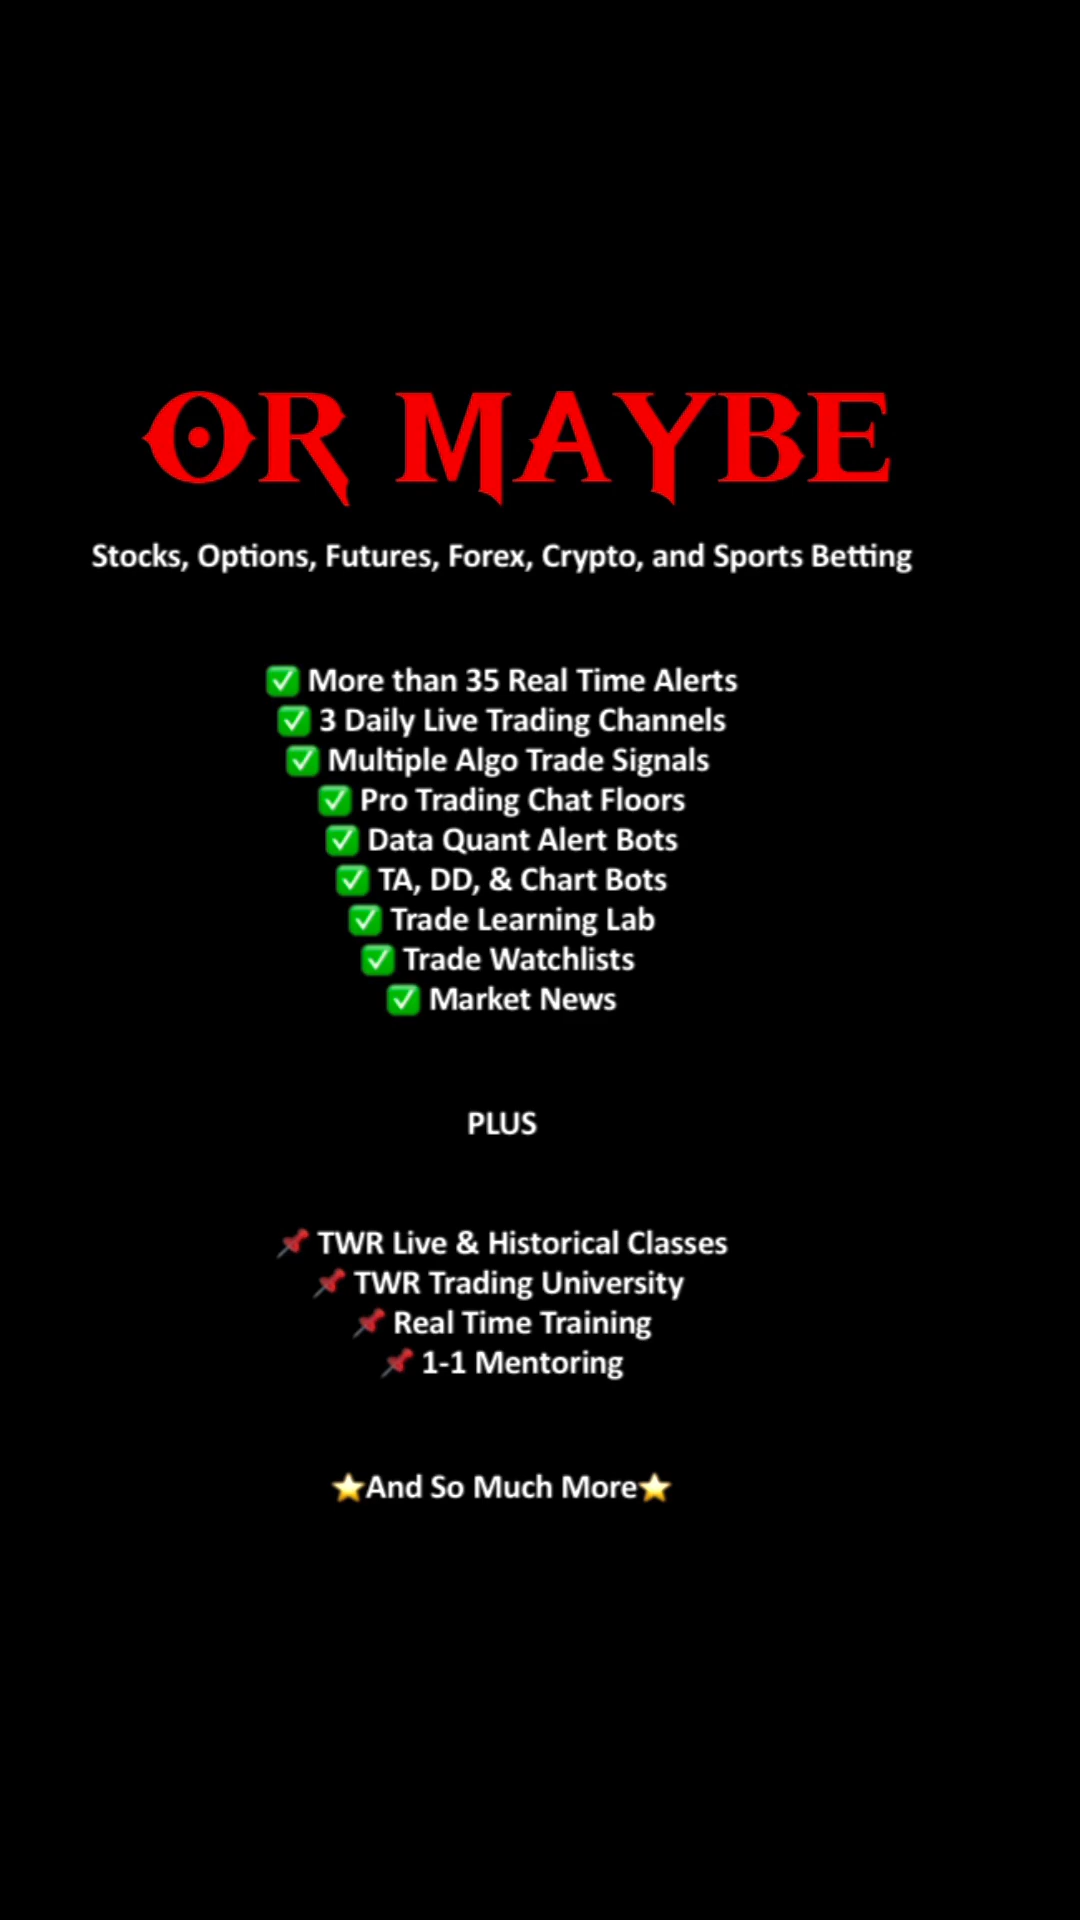 OR MAYBE
Stocks, Options, Futures, Forex, Crypto, and Sports Betting
✅ More than 35 Real Time Alerts
✅ 3 Daily Live Trading Channels
✅ Multiple Algo Trade Signals
✅ Pro Trading Chat Floors
✅ Data Quant Alert Bots
✅ TA, DD, & Chart Bots
✅ Trade Learning Lab
✅ Trade Watchlists
✅ Market News
PLUS
📌 TWR Live & Historical Classes
📌 TWR Trading University
📌 Real Time Training
📌 1-1 Mentoring
⭐And So Much More⭐